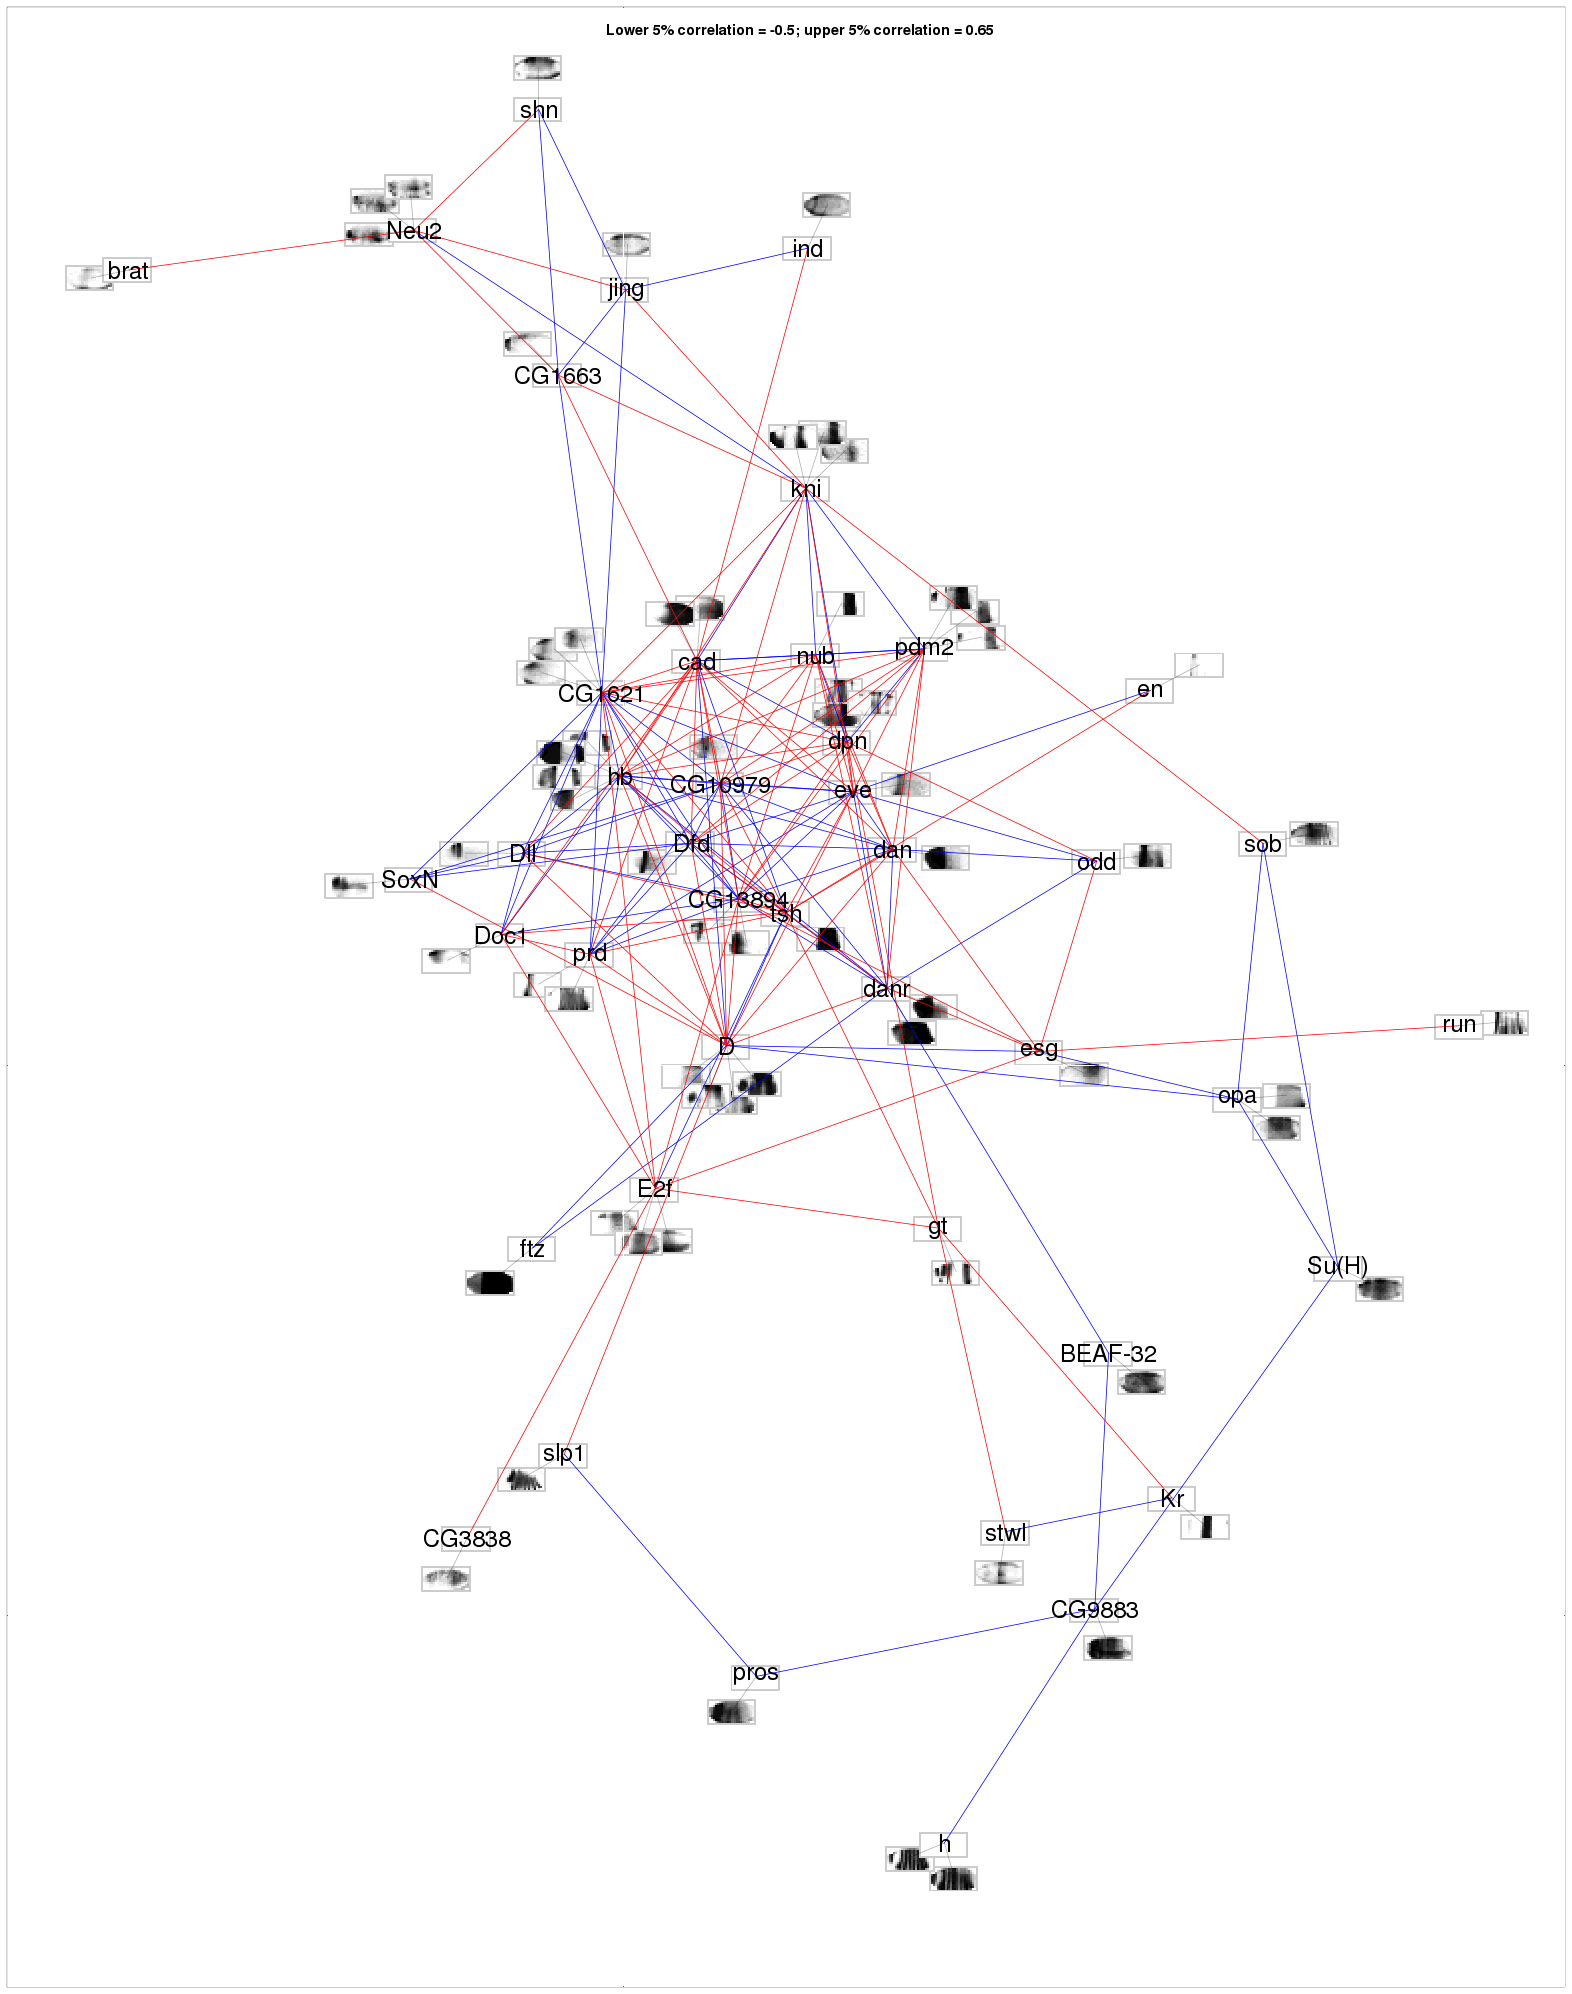 Lower 5% correlation = -0.5; upper 5% correlation = 0.65
shn
Neu2
ind
brat
jing
CG1663
kni
nub
pdm2
cad
en
CG1621
dpn
hb
CG10979
eve
Dfd
dan
sob
Dll
odd
SoxN
CG13894
tsh
Doc1
prd
danr
run
D
esg
opa
E2f
gt
ftz
Su(H)
BEAF-32
slp1
Kr
stwl
CG3838
CG9883
pros
h